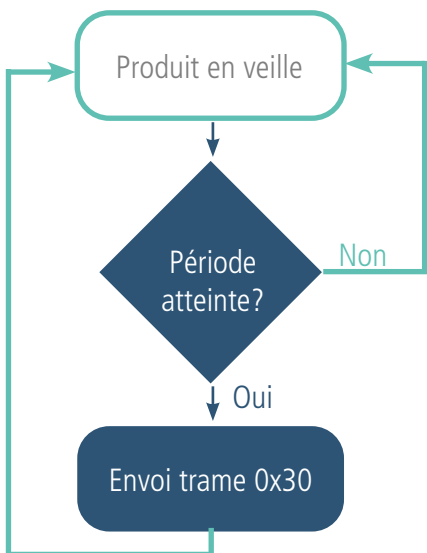 Produit en veille
Période
atteinte?
Non
Oui
Envoi trame 0x30